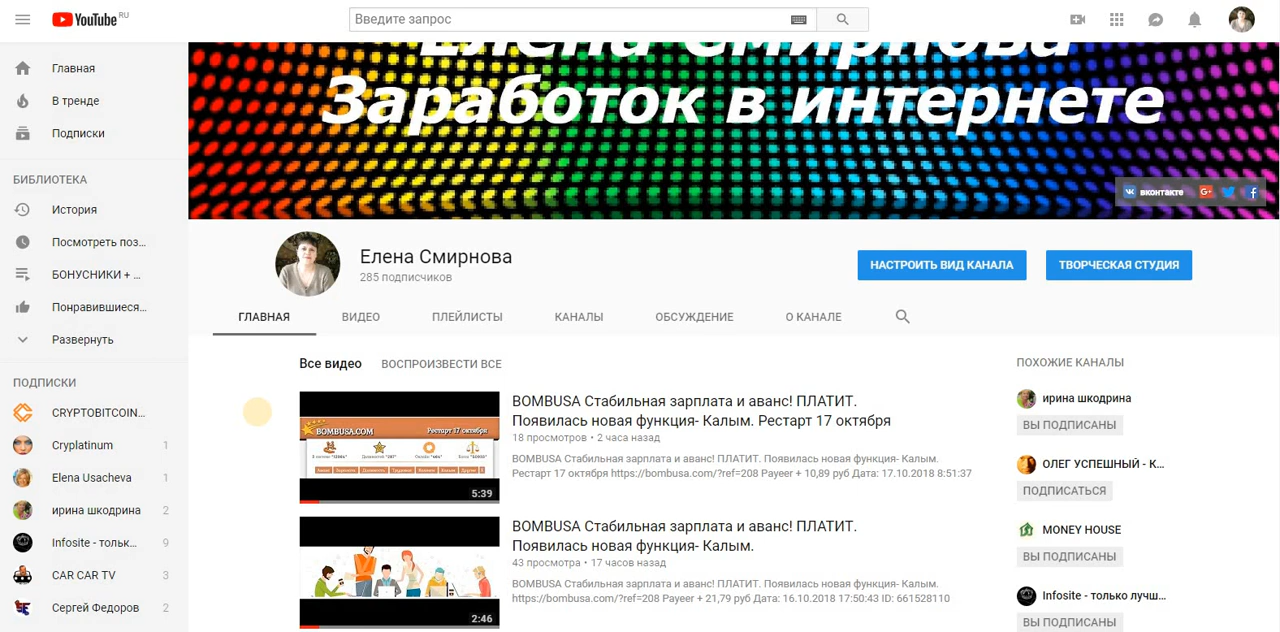 YouTube RU
Введите запрос
Главная
В тренде
Подписки
БИБЛИОТЕКА
История
Посмотреть поз...
БОНУСНИКИ + ...
Понравившиеся...
Развернуть
ПОДПИСКИ
CRYPTOBITCOIN...
Cryplatinum 1
Elena Usacheva 1
ирина шкодрина 2
Infosite - тольк... 9
CAR CAR TV 3
Сергей Федоров 2
Елена Смирнова
Заработок в интернете
вконтакте G+
Елена Смирнова
285 подписчиков
НАСТРОИТЬ ВИД КАНАЛА
ТВОРЧЕСКАЯ СТУДИЯ
ГЛАВНАЯ ВИДЕО ПЛЕЙЛИСТЫ КАНАЛЫ ОБСУЖДЕНИЕ О КАНАЛЕ
Все видео ВОСПРОИЗВЕСТИ ВСЕ
BOMBUSA.COM Рестарт 17 октября
5:39
BOMBUSA Стабильная зарплата и аванс! ПЛАТИТ.
Появилась новая функция- Калым. Рестарт 17 октября
18 просмотров • 2 часа назад
BOMBUSA Стабильная зарплата и аванс! ПЛАТИТ. Появилась новая функция- Калым.
Рестарт 17 октября https://bombusa.com/?ref=208 Payeer + 10,89 руб Дата: 17.10.2018 8:51:37
2:46
BOMBUSA Стабильная зарплата и аванс! ПЛАТИТ.
Появилась новая функция- Калым.
43 просмотра • 17 часов назад
BOMBUSA Стабильная зарплата и аванс! ПЛАТИТ. Появилась новая функция- Калым.
https://bombusa.com/?ref=208 Payeer + 21,79 руб Дата: 16.10.2018 17:50:43 ID: 661528110
ПОХОЖИЕ КАНАЛЫ
ирина шкодрина
ВЫ ПОДПИСАНЫ
ОЛЕГ УСПЕШНЫЙ - К...
ПОДПИСАТЬСЯ
MONEY HOUSE
ВЫ ПОДПИСАНЫ
Infosite - только лучш...
ВЫ ПОДПИСАНЫ